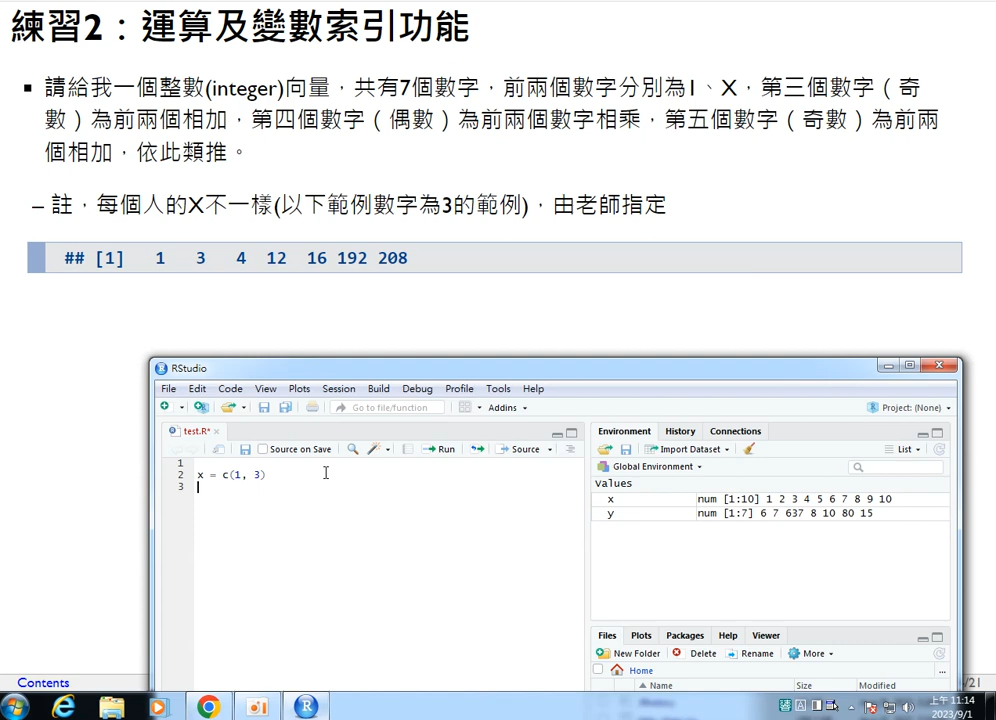 練習2：運算及變數索引功能
▪ 請給我一個整數(integer)向量，共有7個數字，前兩個數字分別為1、X，第三個數字（奇
數）為前兩個相加，第四個數字（偶數）為前兩個數字相乘，第五個數字（奇數）為前兩
個相加，依此類推。
– 註，每個人的X不一樣(以下範例數字為3的範例)，由老師指定
## [1] 1 3 4 12 16 192 208
RStudio
File Edit Code View Plots Session Build Debug Profile Tools Help
Go to file/function Addins Project: (None)
test.R*
Source on Save Run Source
1
2 x = c(1, 3)
3
Environment History Connections
Import Dataset List
Global Environment
Values
x num [1:10] 1 2 3 4 5 6 7 8 9 10
y num [1:7] 6 7 637 8 10 80 15
Files Plots Packages Help Viewer
New Folder Delete Rename More
Home ...
Name Size Modified
Contents
/21
上午 11:14
2023/9/1